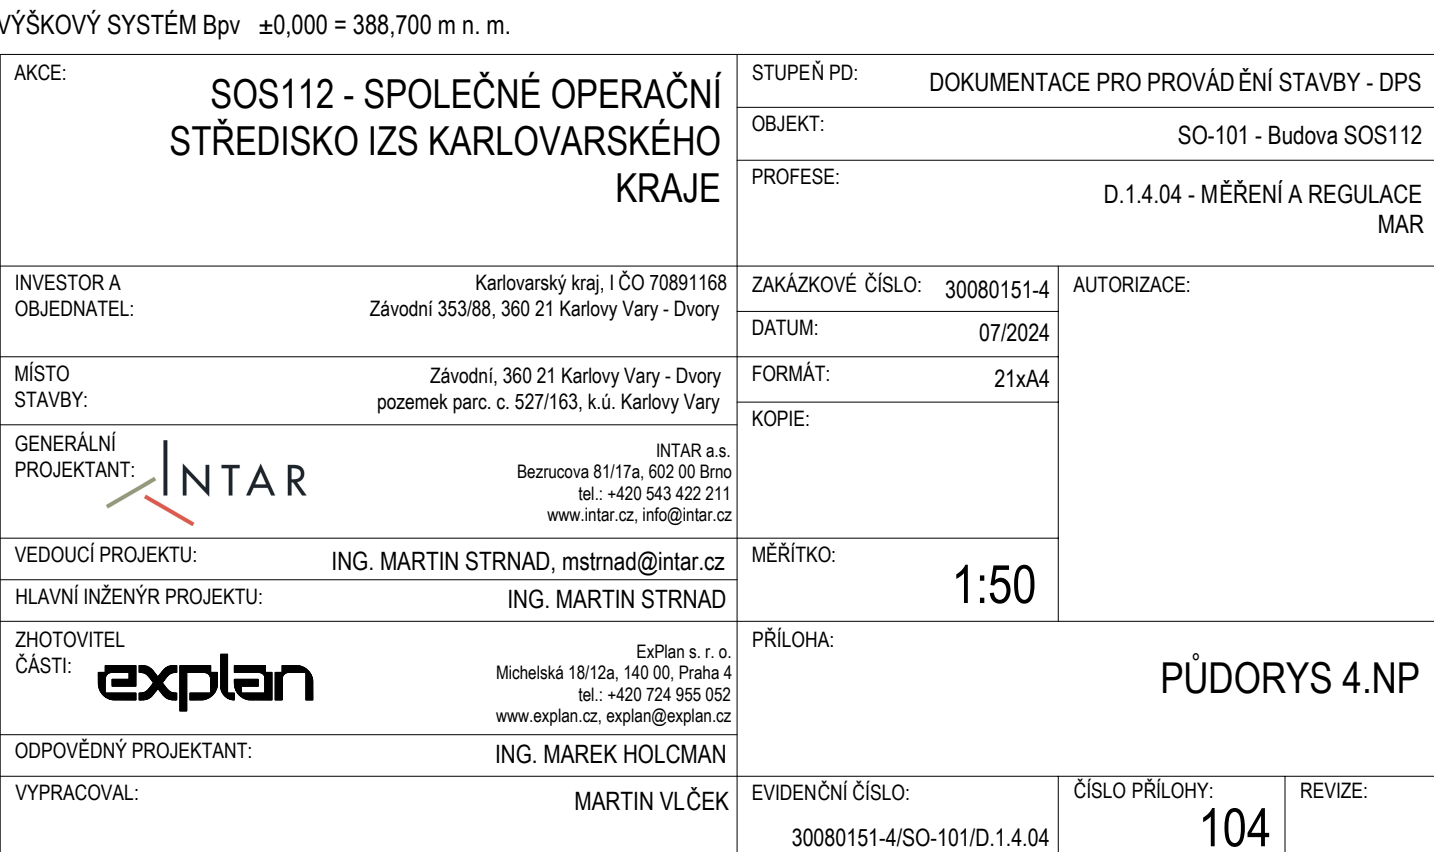 VÝŠKOVÝ SYSTÉM Bpv ±0,000 = 388,700 m n. m.
AKCE:
SOS112 - SPOLEČNÉ OPERAČNÍ
STŘEDISKO IZS KARLOVARSKÉHO
KRAJE
STUPEŇ PD:
DOKUMENTACE PRO PROVÁDĚNÍ STAVBY - DPS
OBJEKT:
SO-101 - Budova SOS112
PROFESE:
D.1.4.04 - MĚŘENÍ A REGULACE
MAR
INVESTOR A
OBJEDNATEL:
Karlovarský kraj, I ČO 70891168
Závodní 353/88, 360 21 Karlovy Vary - Dvory
ZAKÁZKOVÉ ČÍSLO: 30080151-4
DATUM: 07/2024
AUTORIZACE:
MÍSTO
STAVBY:
Závodní, 360 21 Karlovy Vary - Dvory
pozemek parc. c. 527/163, k.ú. Karlovy Vary
FORMÁT: 21xA4
KOPIE:
GENERÁLNÍ
PROJEKTANT:
INTAR
INTAR a.s.
Bezrucova 81/17a, 602 00 Brno
tel.: +420 543 422 211
www.intar.cz, info@intar.cz
VEDOUCÍ PROJEKTU: ING. MARTIN STRNAD, mstrnad@intar.cz
HLAVNÍ INŽENÝR PROJEKTU: ING. MARTIN STRNAD
MĚŘÍTKO:
1:50
ZHOTOVITEL
ČÁSTI:
explan
ExPlan s. r. o.
Michelská 18/12a, 140 00, Praha 4
tel.: +420 724 955 052
www.explan.cz, explan@explan.cz
PŘÍLOHA:
PŮDORYS 4.NP
ODPOVĚDNÝ PROJEKTANT: ING. MAREK HOLCMAN
VYPRACOVAL: MARTIN VLČEK
EVIDENČNÍ ČÍSLO:
30080151-4/SO-101/D.1.4.04
ČÍSLO PŘÍLOHY:
104
REVIZE: